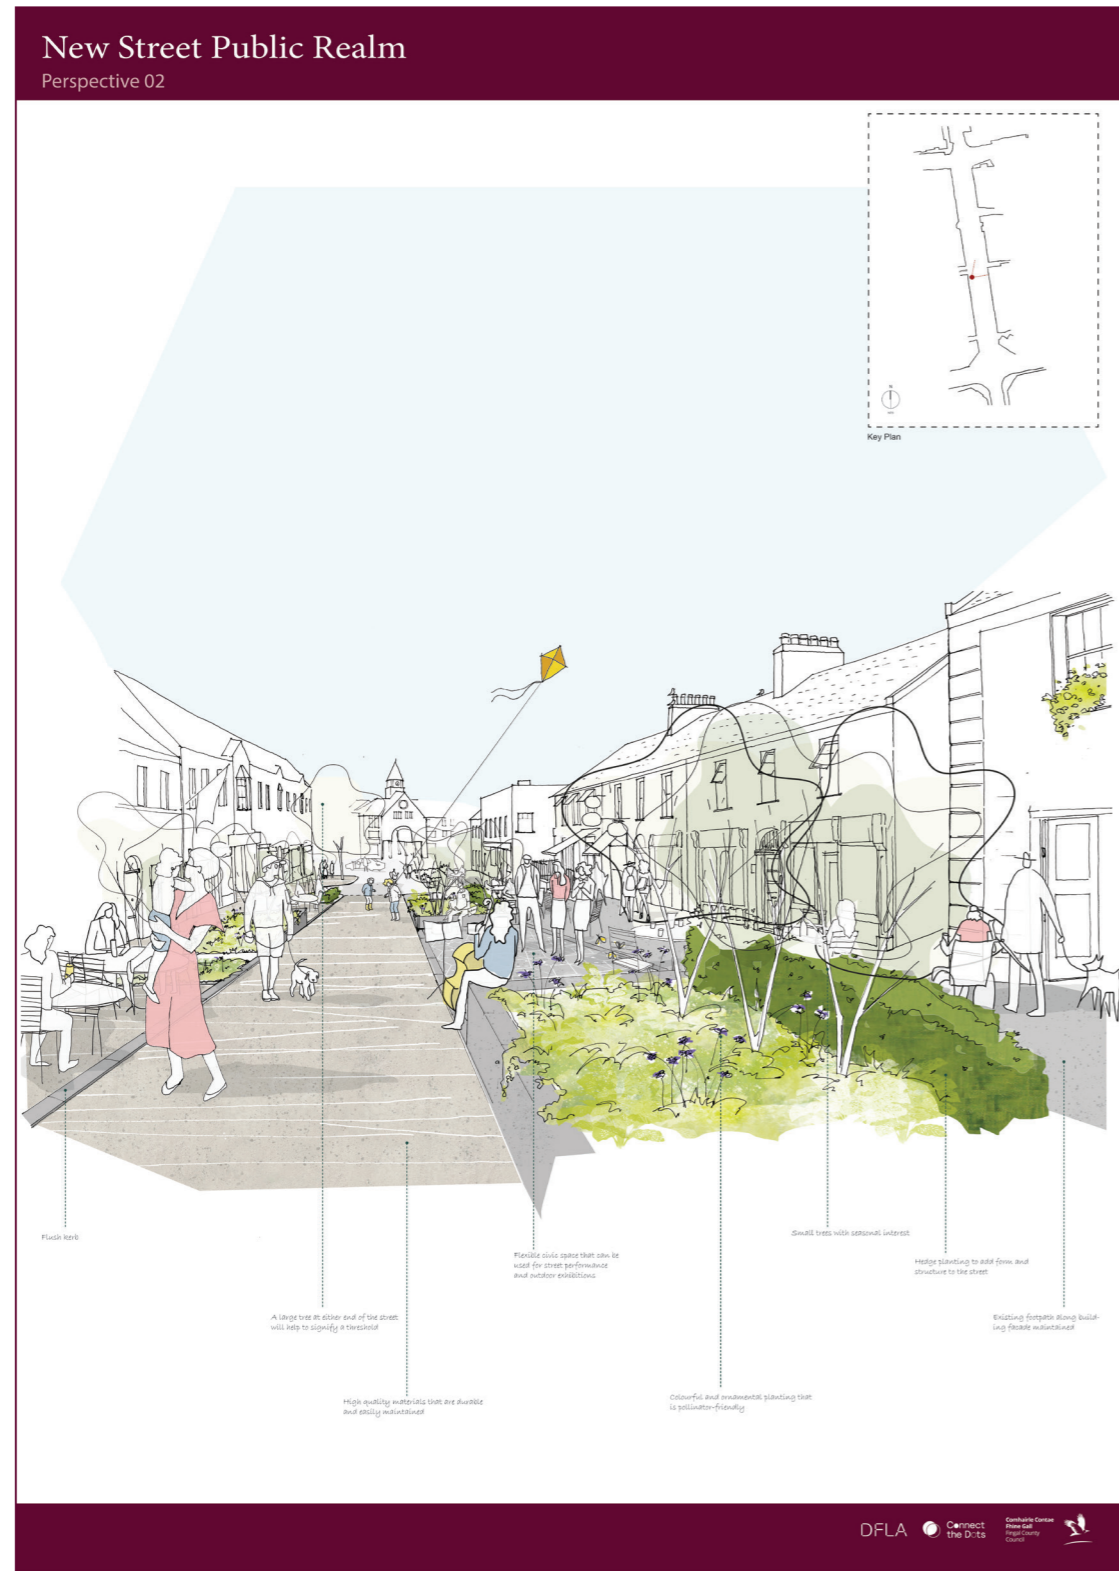 New Street Public Realm
Perspective 02
N
Key Plan
Flush kerb
A large tree at either end of the street
will help to signify a threshold
High quality materials that are durable
and easily maintained
Flexible civic space that can be
used for street performance
and outdoor exhibitions
Colourful and ornamental planting that
is pollinator-friendly
Small trees with seasonal interest
Hedge planting to add form and
structure to the street
Existing footpath along build-
ing facade maintained
DFLA
Connect
the Dots
Comhairle Contae
Fhine Gall
Fingal County
Council